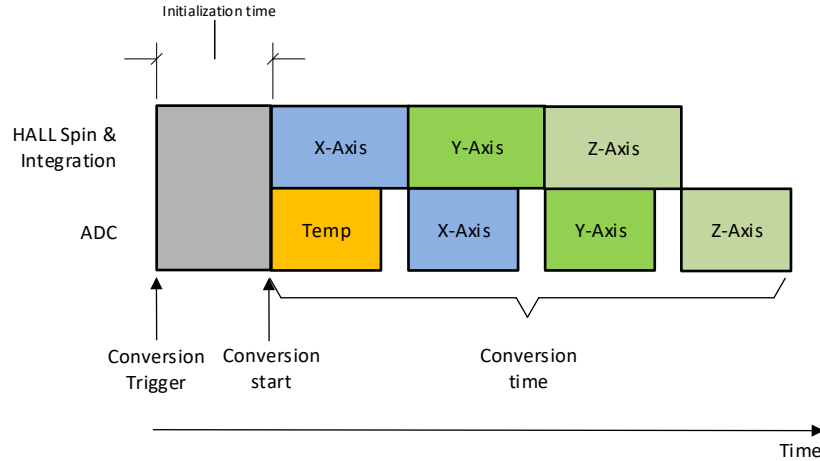 Initialization time
HALL Spin &
Integration
X-Axis
Y-Axis
Z-Axis
ADC
Temp
X-Axis
Y-Axis
Z-Axis
Conversion
Trigger
Conversion
start
Conversion
time
Time